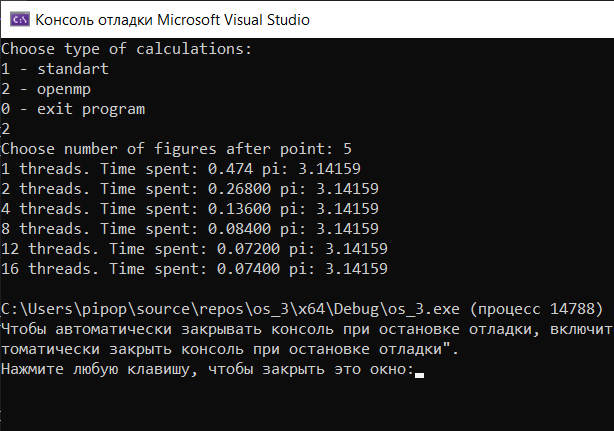 Консоль отладки Microsoft Visual Studio
Choose type of calculations:
1 - standart
2 - openmp
0 - exit program
2
Choose number of figures after point: 5
1 threads. Time spent: 0.474 pi: 3.14159
2 threads. Time spent: 0.26800 pi: 3.14159
4 threads. Time spent: 0.13600 pi: 3.14159
8 threads. Time spent: 0.08400 pi: 3.14159
12 threads. Time spent: 0.07200 pi: 3.14159
16 threads. Time spent: 0.07400 pi: 3.14159
C:\Users\pipop\source\repos\os_3\x64\Debug\os_3.exe (процесс 14788)
Чтобы автоматически закрывать консоль при остановке отладки, включит
томатически закрыть консоль при остановке отладки".
Нажмите любую клавишу, чтобы закрыть это окно: